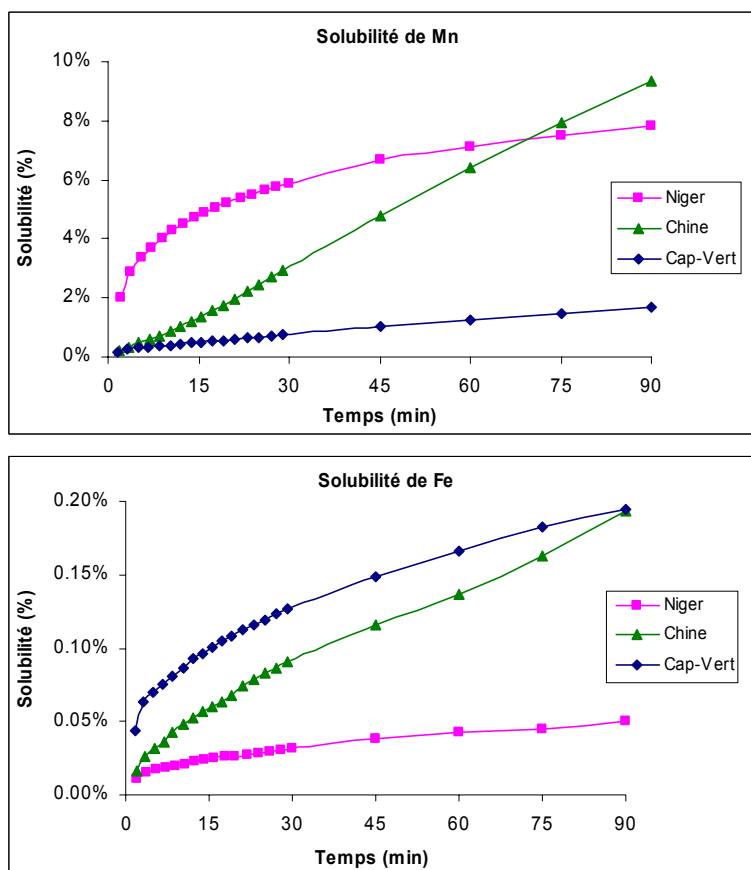 Solubilité de Mn
10%
8%
6%
4%
2%
0%
Solubilité (%)
0 15 30 45 60 75 90
Temps (min)
Niger
Chine
Cap-Vert
Solubilité de Fe
0.20%
0.15%
0.10%
0.05%
0.00%
Solubilité (%)
0 15 30 45 60 75 90
Temps (min)
Niger
Chine
Cap-Vert